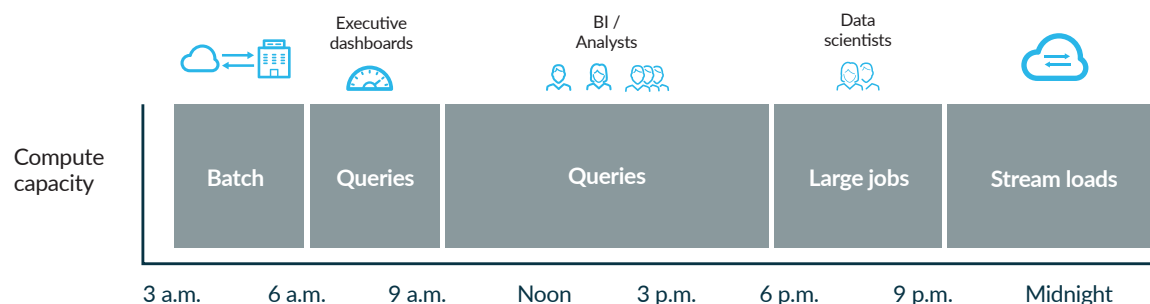 Executive
dashboards
BI /
Analysts
Data
scientists
Compute
capacity
Batch
Queries
Queries
Large jobs
Stream loads
3 a.m.
6 a.m.
9 a.m.
Noon
3 p.m.
6 p.m.
9 p.m.
Midnight